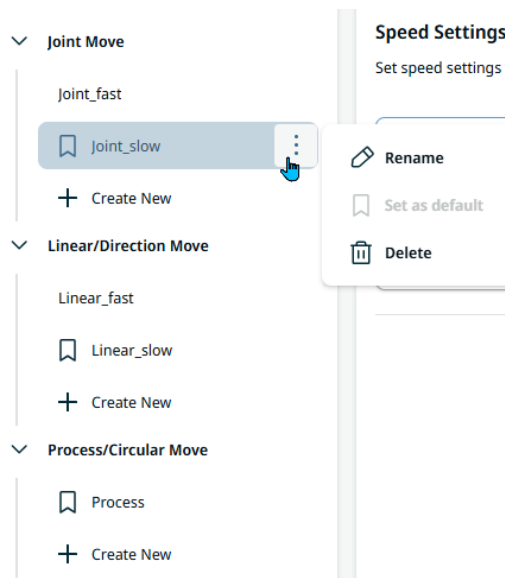 Joint Move
Joint_fast
Joint_slow
Create New
Linear/Direction Move
Linear_fast
Linear_slow
Create New
Process/Circular Move
Process
Create New
Speed Settings
Set speed settings
Rename
Set as default
Delete